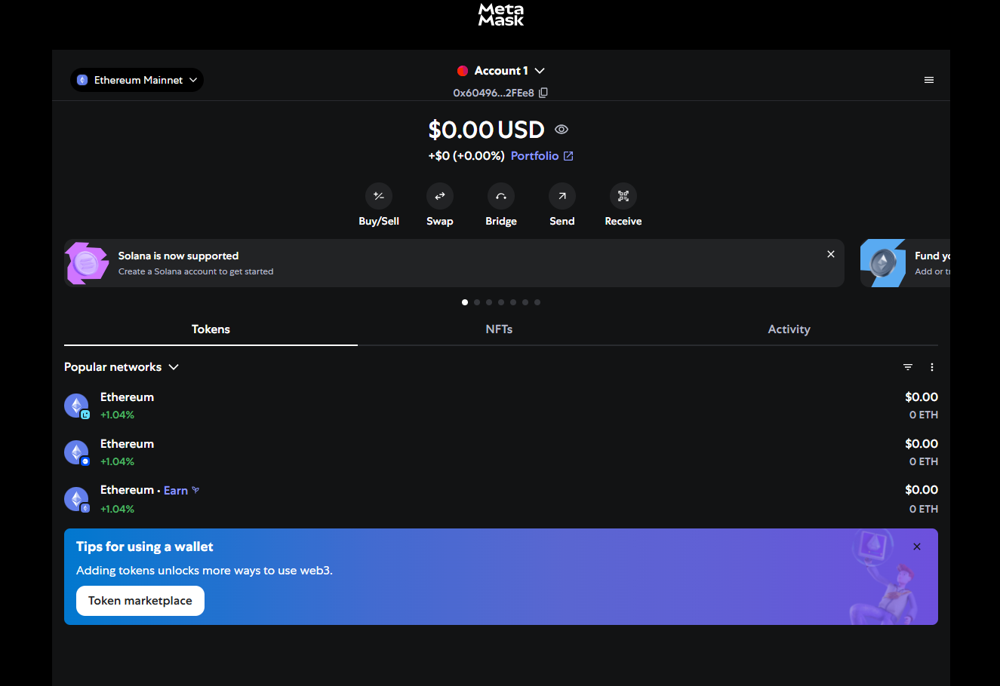 Meta
Mask
Ethereum Mainnet
Account 1
0x60496...2FEe8
$0.00 USD
+$0 (+0.00%) Portfolio
Buy/Sell
Swap
Bridge
Send
Receive
Solana is now supported
Create a Solana account to get started
Fund yo
Add or tr
Tokens
NFTs
Activity
Popular networks
Ethereum
$0.00
+1.04%
0 ETH
Ethereum
$0.00
+1.04%
0 ETH
Ethereum • Earn
$0.00
+1.04%
0 ETH
Tips for using a wallet
Adding tokens unlocks more ways to use web3.
Token marketplace